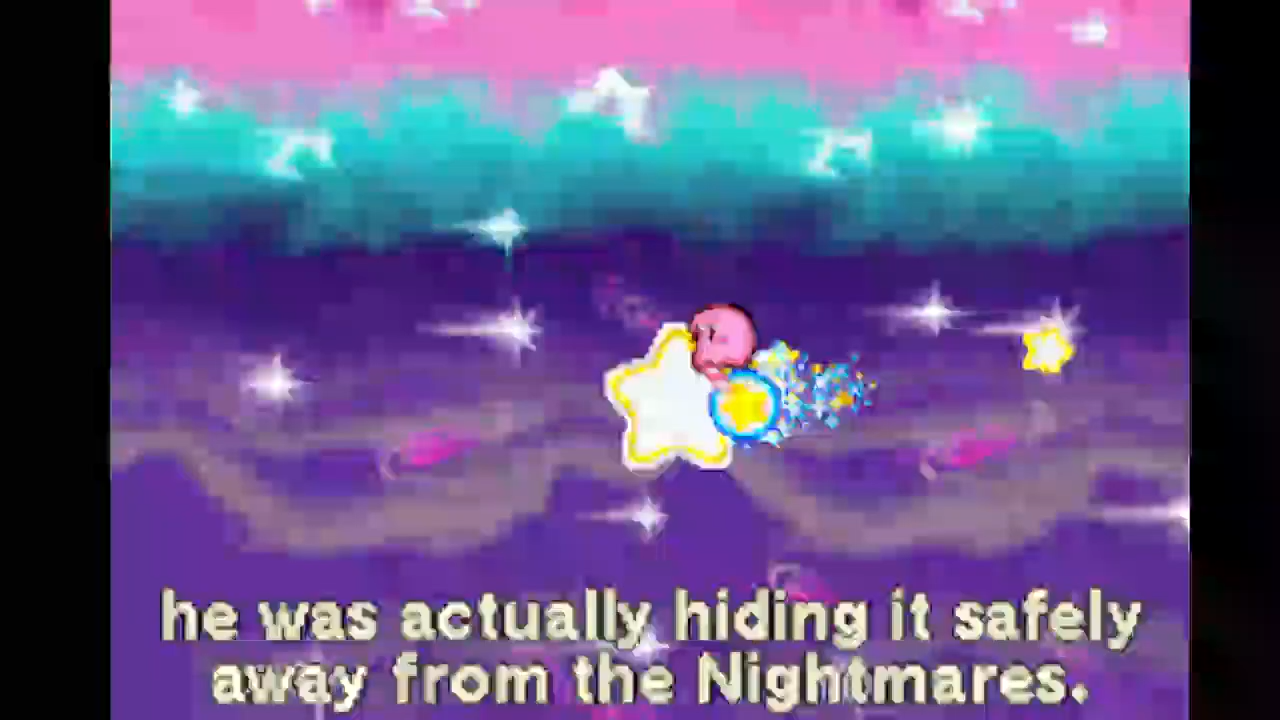 he was actually hiding it safely
away from the Nightmares.